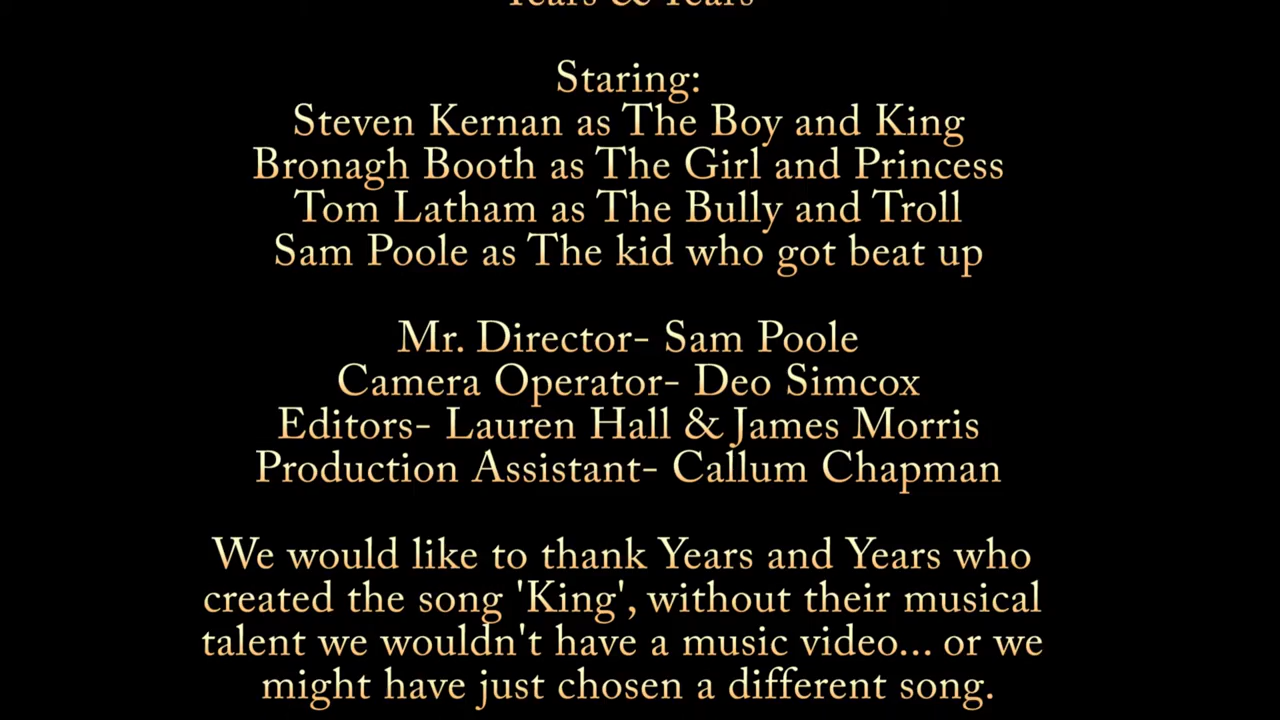 Years & Years
Staring:
Steven Kernan as The Boy and King
Bronagh Booth as The Girl and Princess
Tom Latham as The Bully and Troll
Sam Poole as The kid who got beat up
Mr. Director- Sam Poole
Camera Operator- Deo Simcox
Editors- Lauren Hall & James Morris
Production Assistant- Callum Chapman
We would like to thank Years and Years who
created the song 'King', without their musical
talent we wouldn't have a music video... or we
might have just chosen a different song.